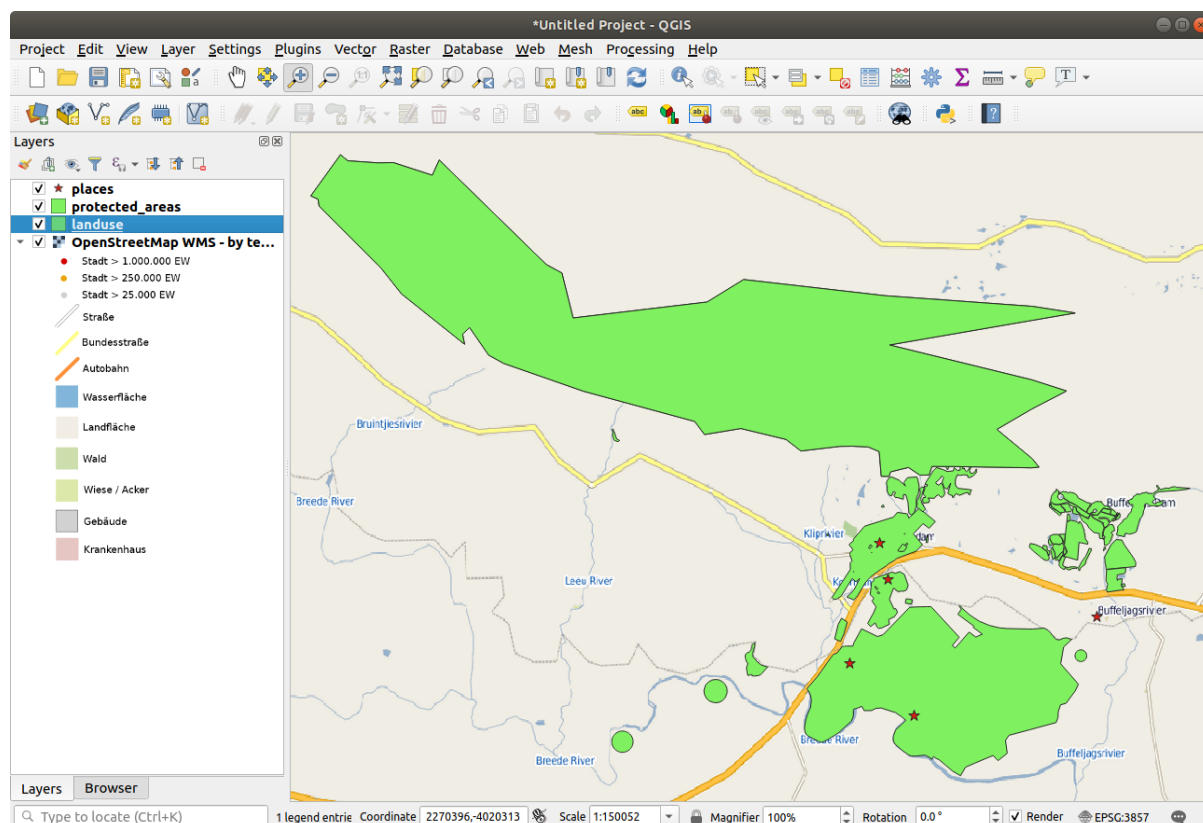 *Untitled Project - QGIS
Project Edit View Layer Settings Plugins Vector Raster Database Web Mesh Processing Help
Layers
places
protected_areas
landuse
OpenStreetMap WMS - by te...
Stadt > 1.000.000 EW
Stadt > 250.000 EW
Stadt > 25.000 EW
Straße
Bundesstraße
Autobahn
Wasserfläche
Landfläche
Wald
Wiese / Acker
Gebäude
Krankenhaus
Bruintjiesrivier
Breede River
Kliprivier
Leeu River
Buffeljagsrivier
Breede River
Breede River
Buffeljagsrivier
Layers Browser
Type to locate (Ctrl+K)
1 legend entrie Coordinate 2270396,-4020313 Scale 1:150052 Magnifier 100% Rotation 0.0 ° Render EPSG:3857